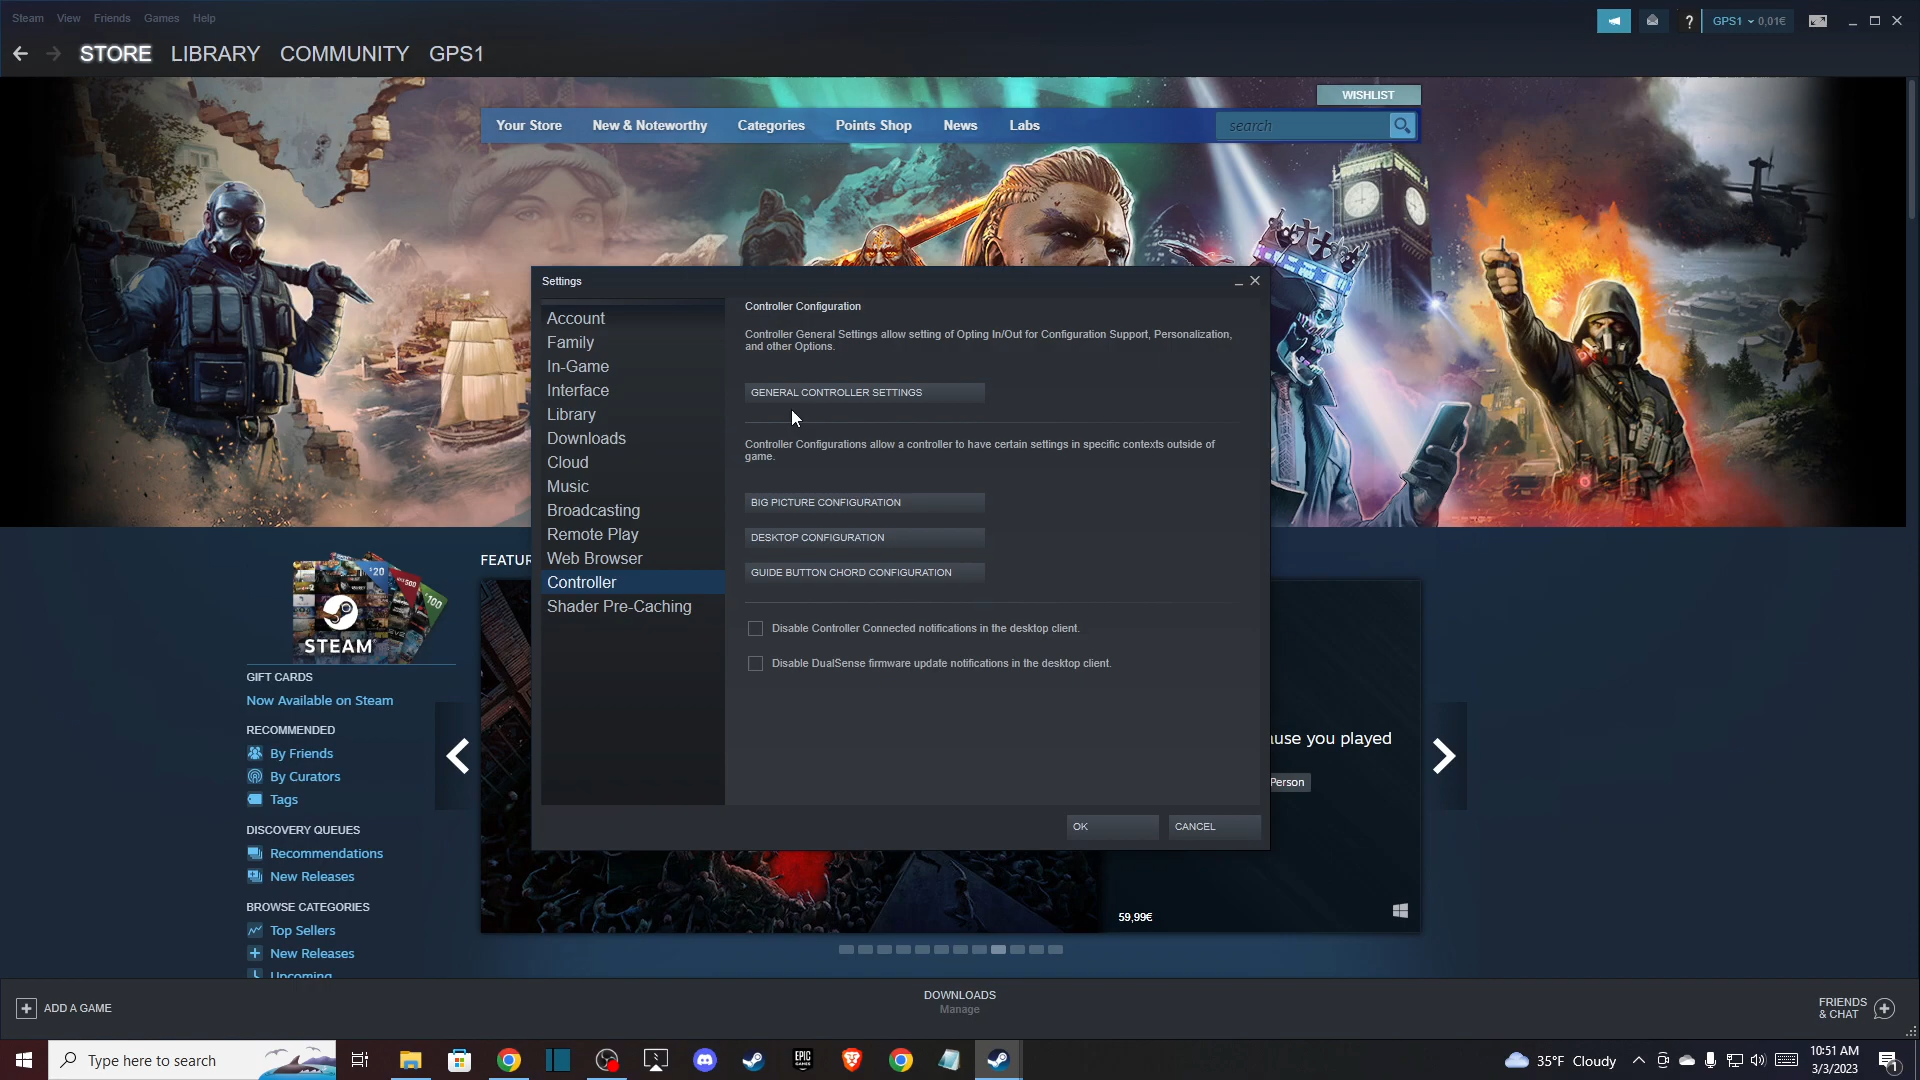 Steam View Friends Games Help
GPS1 0,01€
STORE LIBRARY COMMUNITY GPS1
WISHLIST
Your Store New & Noteworthy Categories Points Shop News Labs
search
Settings
Account
Family
In-Game
Interface
Library
Downloads
Cloud
Music
Broadcasting
Remote Play
Web Browser
Controller
Shader Pre-Caching
Controller Configuration
Controller General Settings allow setting of Opting In/Out for Configuration Support, Personalization,
and other Options.
GENERAL CONTROLLER SETTINGS
Controller Configurations allow a controller to have certain settings in specific contexts outside of
game.
BIG PICTURE CONFIGURATION
DESKTOP CONFIGURATION
GUIDE BUTTON CHORD CONFIGURATION
Disable Controller Connected notifications in the desktop client.
Disable DualSense firmware update notifications in the desktop client.
OK CANCEL
FEATUR
$20
$100
STEAM
GIFT CARDS
Now Available on Steam
RECOMMENDED
By Friends
By Curators
Tags
DISCOVERY QUEUES
Recommendations
New Releases
BROWSE CATEGORIES
Top Sellers
New Releases
Upcoming
use you played
Person
59,99€
ADD A GAME
DOWNLOADS
Manage
FRIENDS
& CHAT
Type here to search
EPIC
GAMES
35°F Cloudy
10:51 AM
3/3/2023
1